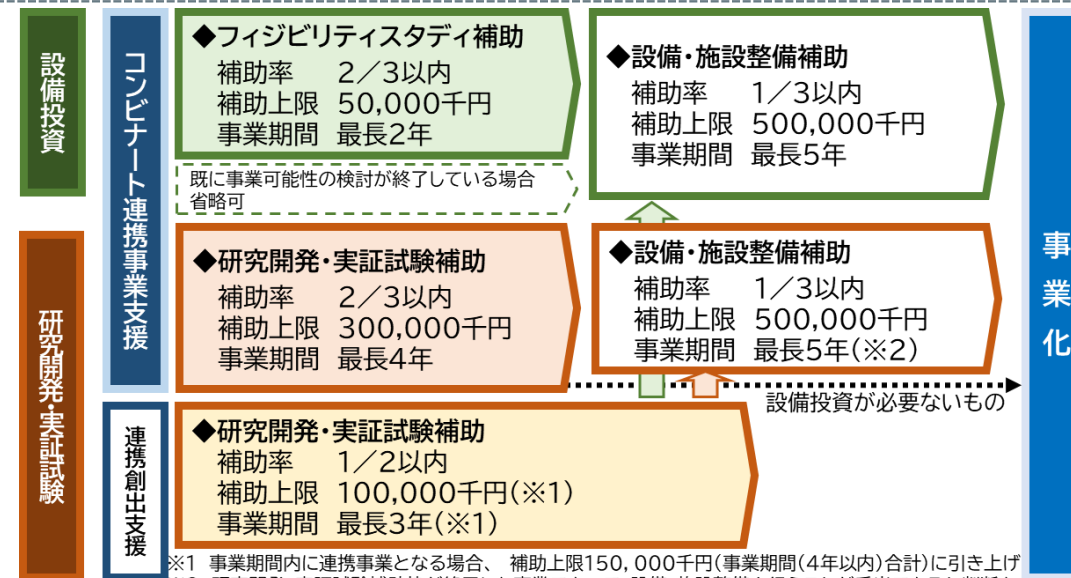 設備投資
コンビナート連携事業支援
◆フィジビリティスタディ補助
補助率 2／3以内
補助上限 50,000千円
事業期間 最長2年
既に事業可能性の検討が終了している場合
省略可
◆設備・施設整備補助
補助率 1／3以内
補助上限 500,000千円
事業期間 最長5年
研究開発・実証試験
◆研究開発・実証試験補助
補助率 2／3以内
補助上限 300,000千円
事業期間 最長4年
◆設備・施設整備補助
補助率 1／3以内
補助上限 500,000千円
事業期間 最長5年(※2)
設備投資が必要ないもの
連携創出支援
◆研究開発・実証試験補助
補助率 1／2以内
補助上限 100,000千円(※1)
事業期間 最長3年(※1)
事業化
※1 事業期間内に連携事業となる場合、 補助上限150,000千円(事業期間(4年以内)合計)に引き上げ